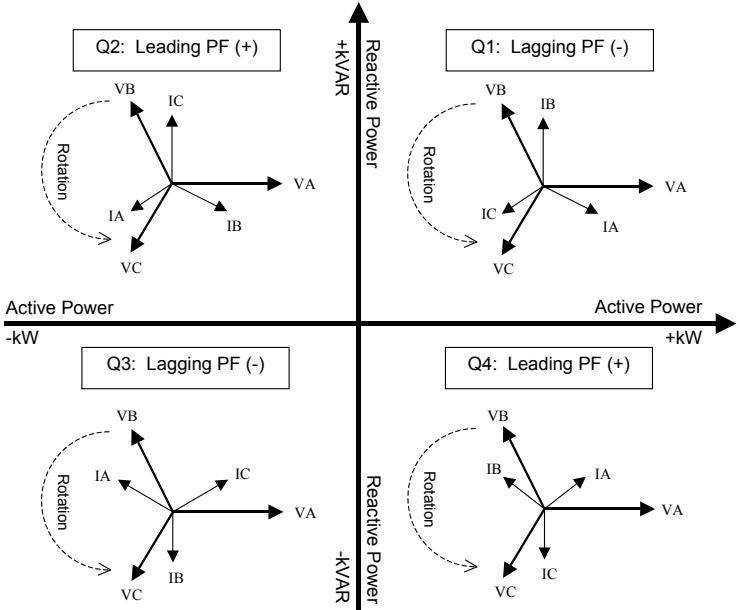 Q2: Leading PF (+)
VB
IC
Rotation
VA
IA
IB
VC
+kVAR
Reactive Power
Q1: Lagging PF (-)
VB
IB
Rotation
VA
IC
IA
VC
Active Power
-kW
Active Power
+kW
Q3: Lagging PF (-)
VB
IA
IC
Rotation
VA
IB
VC
-kVAR
Reactive Power
Q4: Leading PF (+)
VB
IB
IA
Rotation
VA
IC
VC